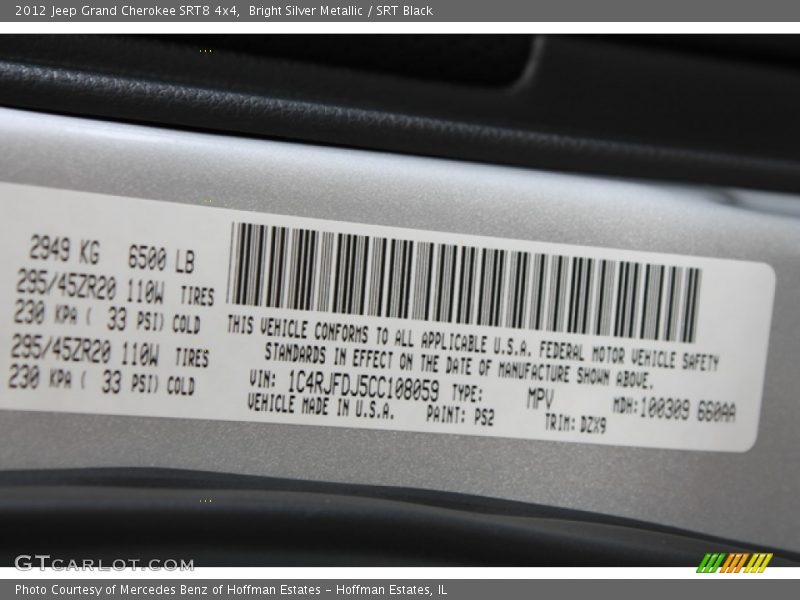 2012 Jeep Grand Cherokee SRT8 4x4,  Bright Silver Metallic / SRT Black
2949 KG  6500 LB
295/45ZR20 110W TIRES
230 KPA ( 33 PSI) COLD
295/45ZR20 110W TIRES
230 KPA ( 33 PSI) COLD
THIS VEHICLE CONFORMS TO ALL APPLICABLE U.S.A. FEDERAL MOTOR VEHICLE SAFETY
STANDARDS IN EFFECT ON THE DATE OF MANUFACTURE SHOWN ABOVE.
VIN: 1C4RJFDJ5CC108059 TYPE: MPV MDH:100309 660AA
VEHICLE MADE IN U.S.A. PAINT: PS2 TRIM: DZX9
GTCARLOT.COM
Photo Courtesy of Mercedes Benz of Hoffman Estates – Hoffman Estates, IL